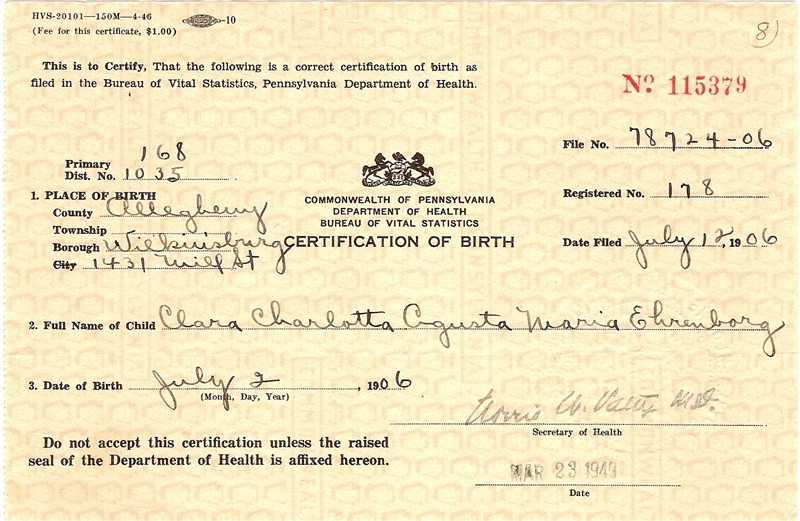 HVS-20101—150M—4-46 -10
(Fee for this certificate, $1.00)
8)
This is to Certify, That the following is a correct certification of birth as
filed in the Bureau of Vital Statistics, Pennsylvania Department of Health.
No 115379
File No. 78724-06
Primary 168
Dist. No. 1035
Registered No. 178
COMMONWEALTH OF PENNSYLVANIA
DEPARTMENT OF HEALTH
BUREAU OF VITAL STATISTICS
CERTIFICATION OF BIRTH
1. PLACE OF BIRTH
County Allegheny
Township
Borough Wilkinsburg
City 1431 Mill St
Date Filed July 12, 1906
2. Full Name of Child Clara Charlotta Agusta Maria Ehrenborg
3. Date of Birth July 2, 1906
(Month, Day, Year)
M.D.
Secretary of Health
Do not accept this certification unless the raised
seal of the Department of Health is affixed hereon.
MAR 23 1949
Date